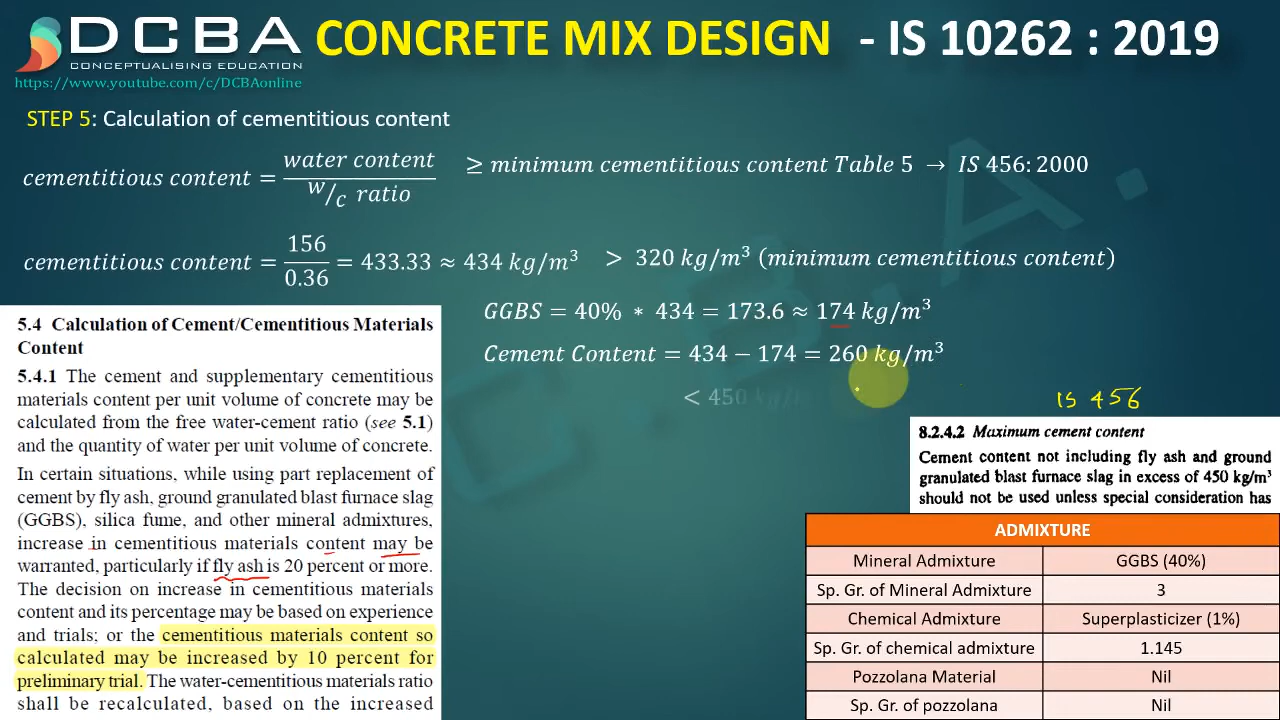 DCBA
CONCEPTUALISING EDUCATION
https://www.youtube.com/c/DCBAonline
CONCRETE MIX DESIGN - IS 10262 : 2019
STEP 5: Calculation of cementitious content
cementitious content = water content / w/c ratio ≥ minimum cementitious content Table 5 → IS 456: 2000
cementitious content = 156 / 0.36 = 433.33 ≈ 434 kg/m³ > 320 kg/m³ (minimum cementitious content)
GGBS = 40% * 434 = 173.6 ≈ 174 kg/m³
Cement Content = 434 − 174 = 260 kg/m³
< 450 kg/
5.4 Calculation of Cement/Cementitious Materials
Content
5.4.1 The cement and supplementary cementitious
materials content per unit volume of concrete may be
calculated from the free water-cement ratio (see 5.1)
and the quantity of water per unit volume of concrete.
In certain situations, while using part replacement of
cement by fly ash, ground granulated blast furnace slag
(GGBS), silica fume, and other mineral admixtures,
increase in cementitious materials content may be
warranted, particularly if fly ash is 20 percent or more.
The decision on increase in cementitious materials
content and its percentage may be based on experience
and trials; or the cementitious materials content so
calculated may be increased by 10 percent for
preliminary trial. The water-cementitious materials ratio
shall be recalculated, based on the increased
IS 456
8.2.4.2 Maximum cement content
Cement content not including fly ash and ground
granulated blast furnace slag in excess of 450 kg/m³
should not be used unless special consideration has
ADMIXTURE
Mineral Admixture GGBS (40%)
Sp. Gr. of Mineral Admixture 3
Chemical Admixture Superplasticizer (1%)
Sp. Gr. of chemical admixture 1.145
Pozzolana Material Nil
Sp. Gr. of pozzolana Nil